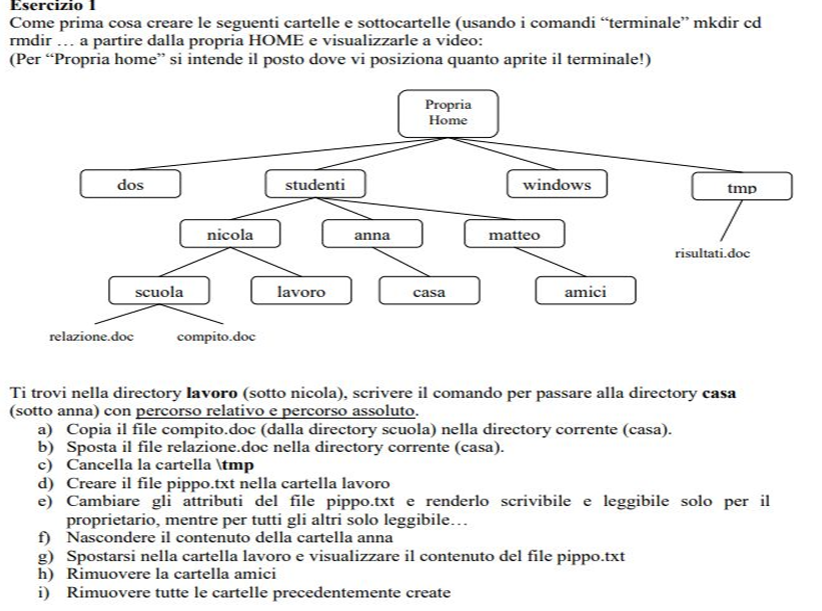 Esercizio 1
Come prima cosa creare le seguenti cartelle e sottocartelle (usando i comandi “terminale” mkdir cd
rmdir … a partire dalla propria HOME e visualizzarle a video:
(Per “Propria home” si intende il posto dove vi posiziona quanto aprite il terminale!)
Propria
Home
dos
studenti
windows
tmp
nicola
anna
matteo
risultati.doc
scuola
lavoro
casa
amici
relazione.doc
compito.doc
Ti trovi nella directory lavoro (sotto nicola), scrivere il comando per passare alla directory casa
(sotto anna) con percorso relativo e percorso assoluto.
a) Copia il file compito.doc (dalla directory scuola) nella directory corrente (casa).
b) Sposta il file relazione.doc nella directory corrente (casa).
c) Cancella la cartella \tmp
d) Creare il file pippo.txt nella cartella lavoro
e) Cambiare gli attributi del file pippo.txt e renderlo scrivibile e leggibile solo per il
proprietario, mentre per tutti gli altri solo leggibile…
f) Nascondere il contenuto della cartella anna
g) Spostarsi nella cartella lavoro e visualizzare il contenuto del file pippo.txt
h) Rimuovere la cartella amici
i) Rimuovere tutte le cartelle precedentemente create